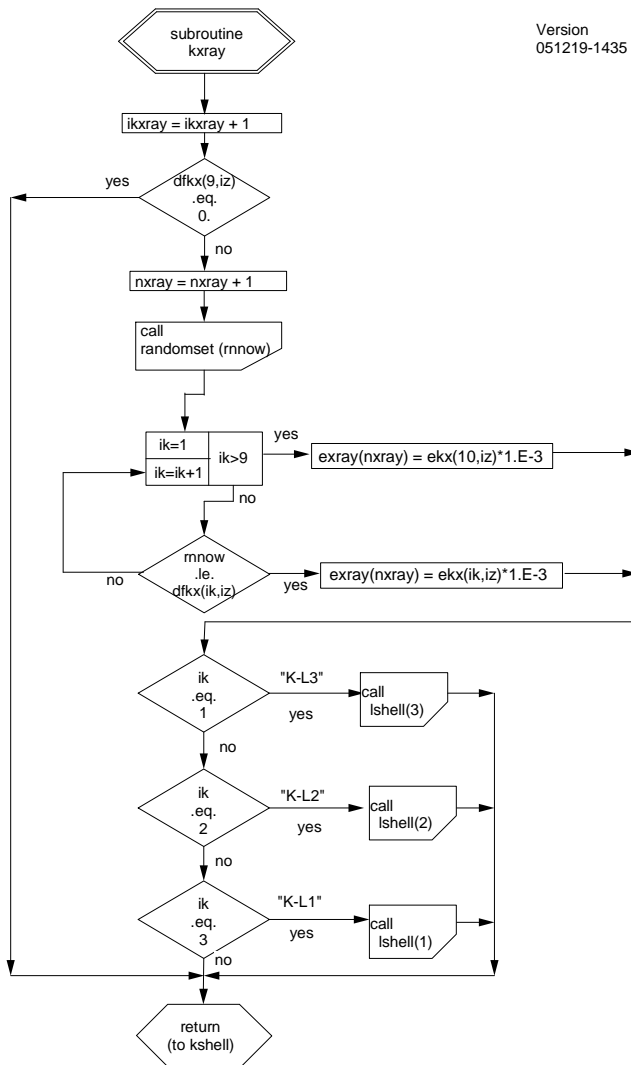 subroutine
kxray
Version
051219-1435
ikxray = ikxray + 1
yes
dfkx(9,iz)
.eq.
0.
no
nxray = nxray + 1
call
randomset (rnnow)
ik=1
ik=ik+1
ik>9
yes
exray(nxray) = ekx(10,iz)*1.E-3
no
rnnow
.le.
dfkx(ik,iz)
no
yes
exray(nxray) = ekx(ik,iz)*1.E-3
ik
.eq.
1
"K-L3"
yes
call
lshell(3)
no
ik
.eq.
2
"K-L2"
yes
call
lshell(2)
no
ik
.eq.
3
"K-L1"
yes
call
lshell(1)
no
return
(to kshell)